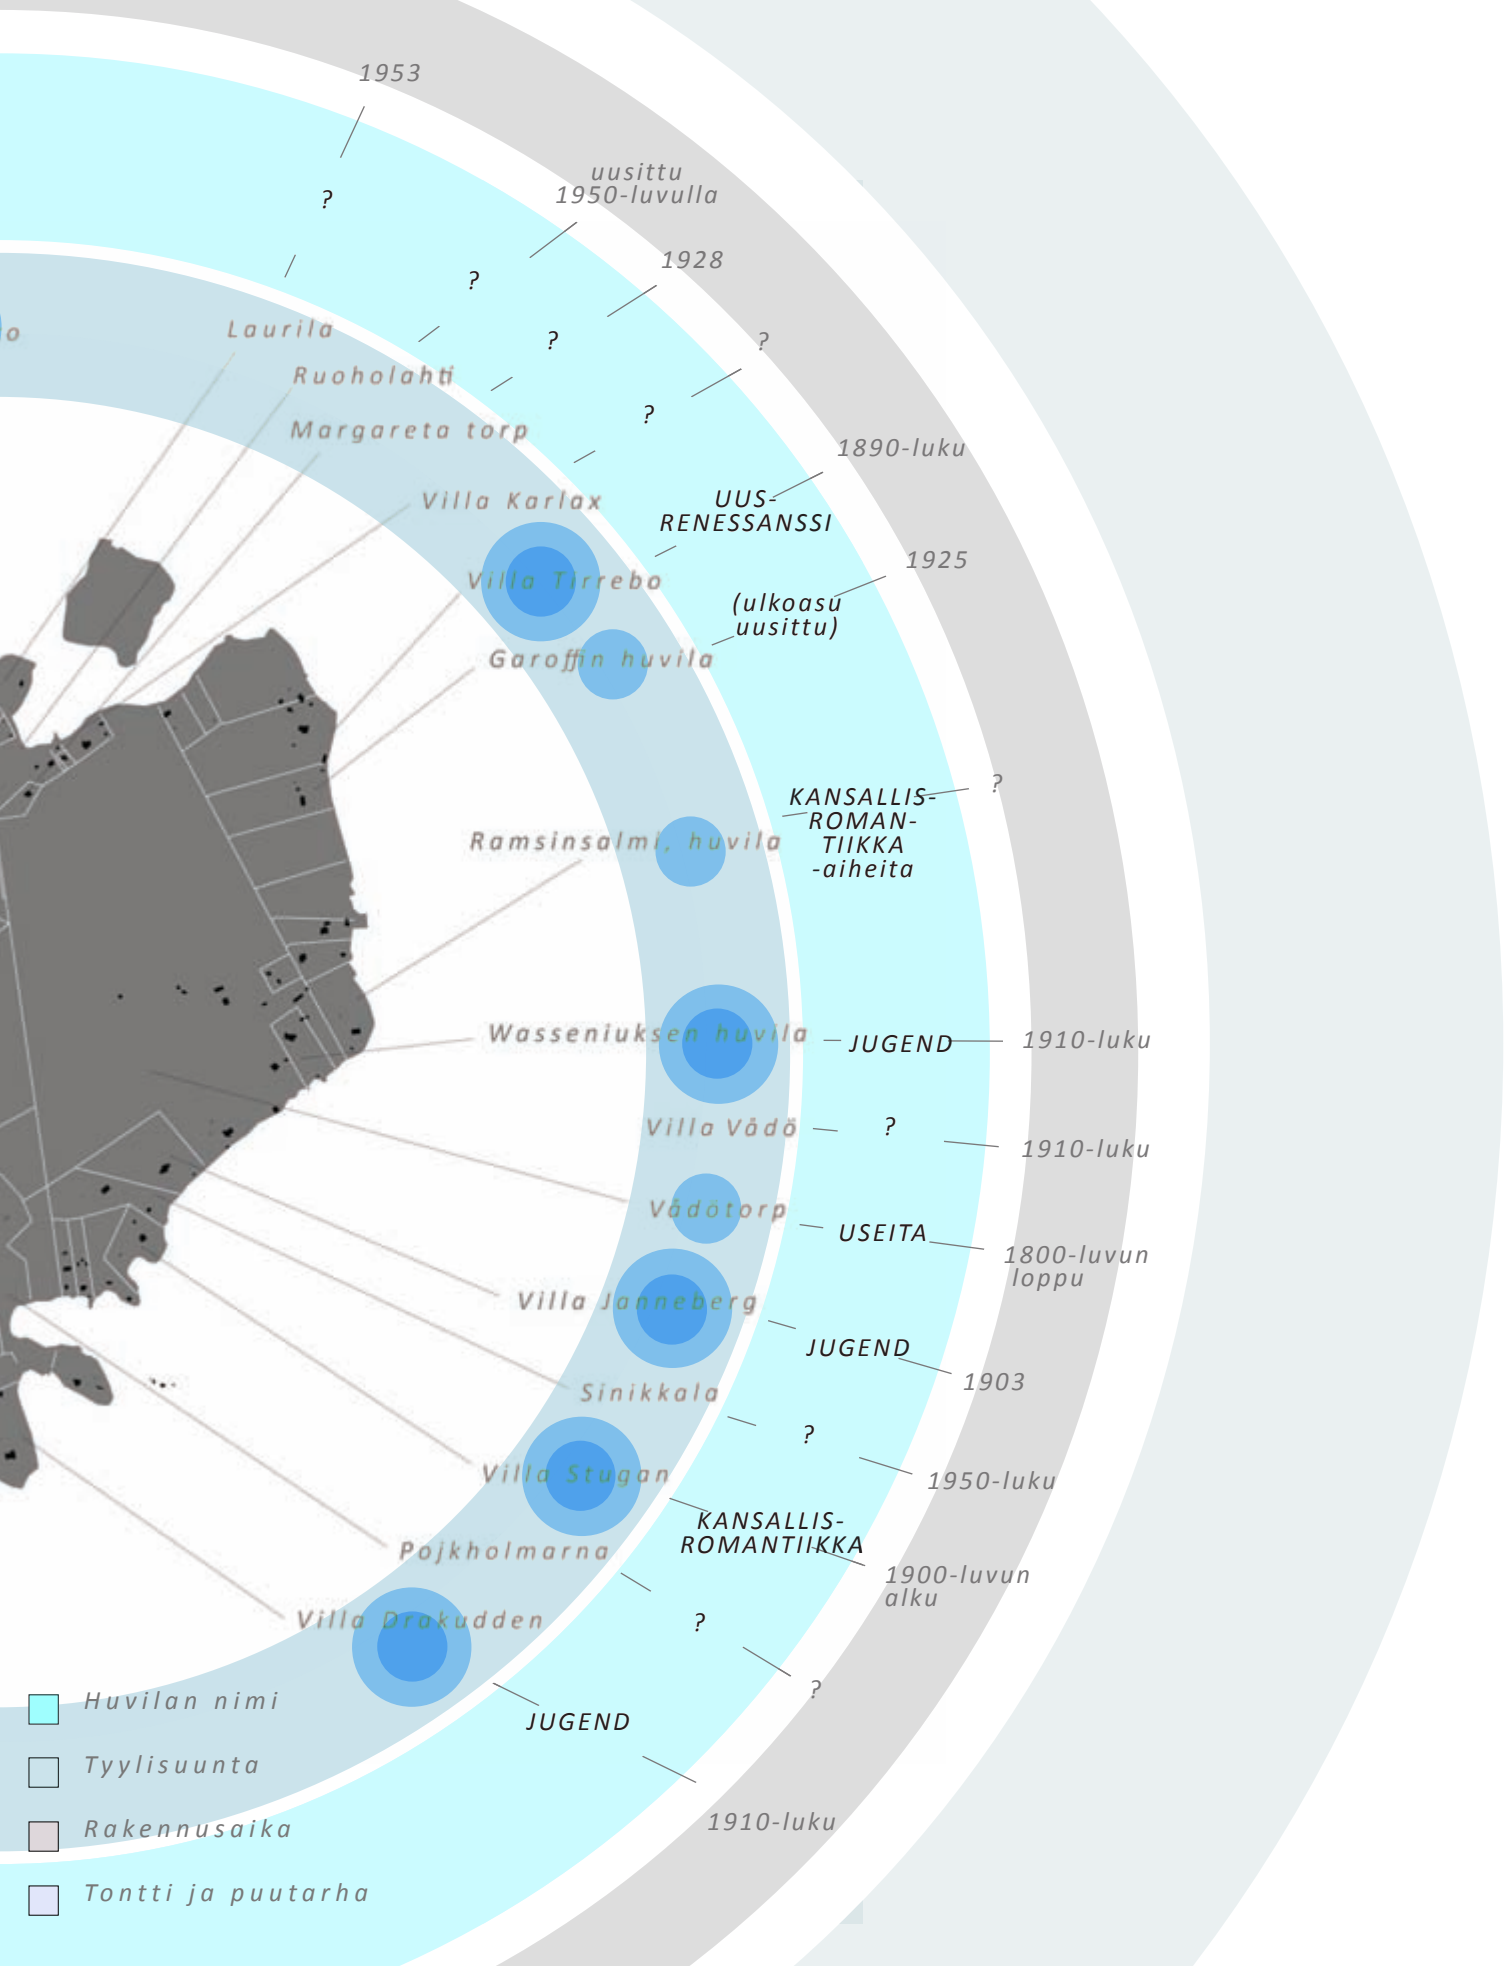 1953
?
uusittu
1950-luvulla
?
1928
?
?
?
o
Laurila
Ruoholahti
Margareta torp
Villa Karlax
1890-luku
UUS-
RENESSANSSI
Villa Tirrebo
1925
(ulkoasu
uusittu)
Garoffin huvila
?
KANSALLIS-
ROMAN-
TIIKKA
-aiheita
Ramsinsalmi, huvila
Wasseniuksen huvila
JUGEND
1910-luku
Villa Vådö
?
1910-luku
Vådötorp
USEITA
1800-luvun
loppu
Villa Janneberg
JUGEND
1903
Sinikkala
?
1950-luku
Villa Stugan
KANSALLIS-
ROMANTIIKKA
1900-luvun
alku
Pojkholmarna
?
?
Villa Drakudden
JUGEND
1910-luku
Huvilan nimi
Tyylisuunta
Rakennusaika
Tontti ja puutarha